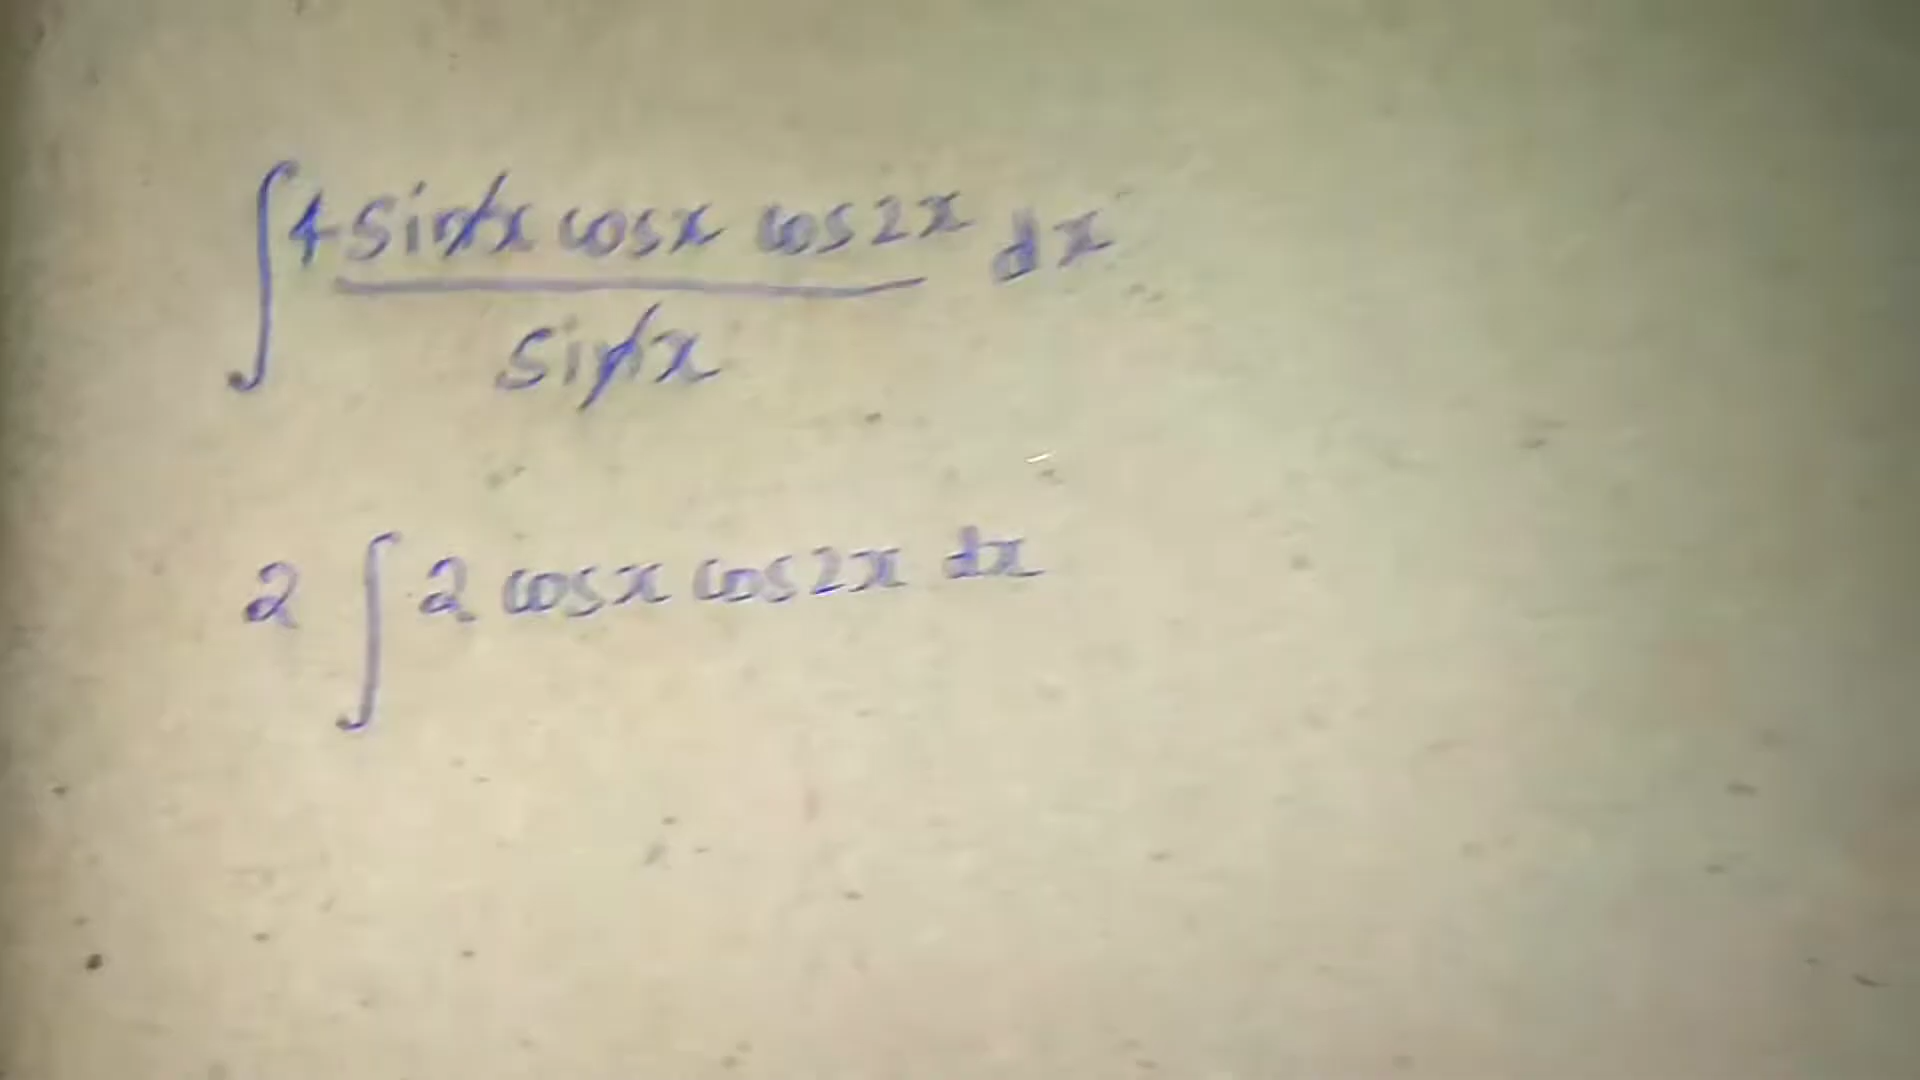 ∫ 4 sin x cos x cos 2x / sin x dx
2 ∫ 2 cos x cos 2x dx